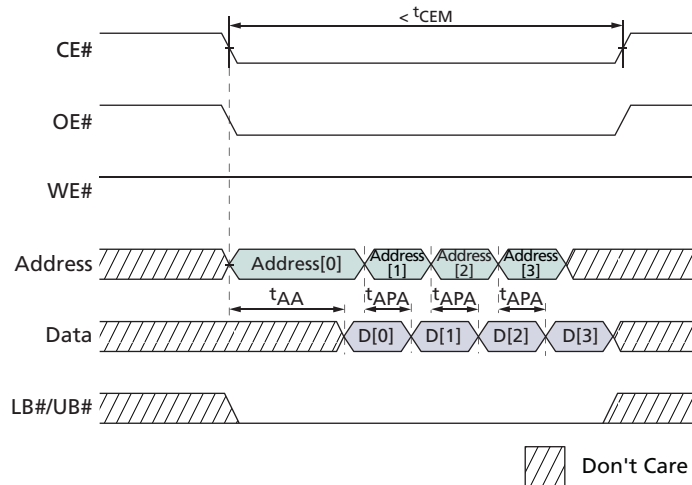 < tCEM
CE#
OE#
WE#
Address
Address[0]
Address
[1]
Address
[2]
Address
[3]
tAA
tAPA
tAPA
tAPA
Data
D[0]
D[1]
D[2]
D[3]
LB#/UB#
Don't Care